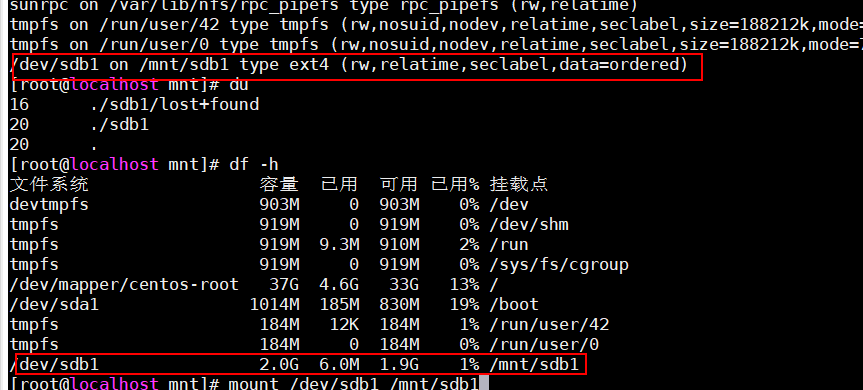 sunrpc on /var/lib/nfs/rpc_pipefs type rpc_pipefs (rw,relatime)
tmpfs on /run/user/42 type tmpfs (rw,nosuid,nodev,relatime,seclabel,size=188212k,mode=
tmpfs on /run/user/0 type tmpfs (rw,nosuid,nodev,relatime,seclabel,size=188212k,mode=7
/dev/sdb1 on /mnt/sdb1 type ext4 (rw,relatime,seclabel,data=ordered)
[root@localhost mnt]# du
16 ./sdb1/lost+found
20 ./sdb1
20 .
[root@localhost mnt]# df -h
文件系统 容量 已用 可用 已用% 挂载点
devtmpfs 903M 0 903M 0% /dev
tmpfs 919M 0 919M 0% /dev/shm
tmpfs 919M 9.3M 910M 2% /run
tmpfs 919M 0 919M 0% /sys/fs/cgroup
/dev/mapper/centos-root 37G 4.6G 33G 13% /
/dev/sda1 1014M 185M 830M 19% /boot
tmpfs 184M 12K 184M 1% /run/user/42
tmpfs 184M 0 184M 0% /run/user/0
/dev/sdb1 2.0G 6.0M 1.9G 1% /mnt/sdb1
[root@localhost mnt]# mount /dev/sdb1 /mnt/sdb1